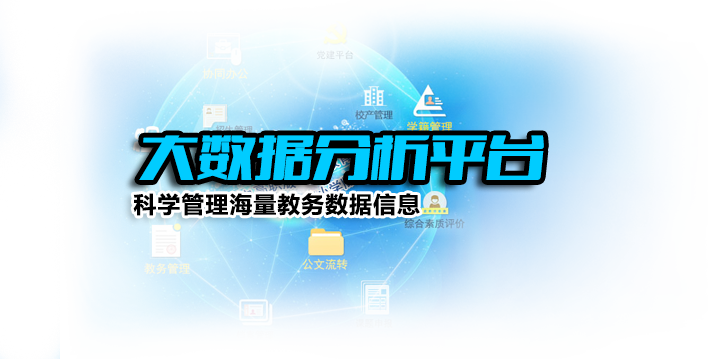 党建平台
协同办公
校产管理
学籍管理
大数据分析平台
科学管理海量教务数据信息
综合素质评价
公文流转
教务管理